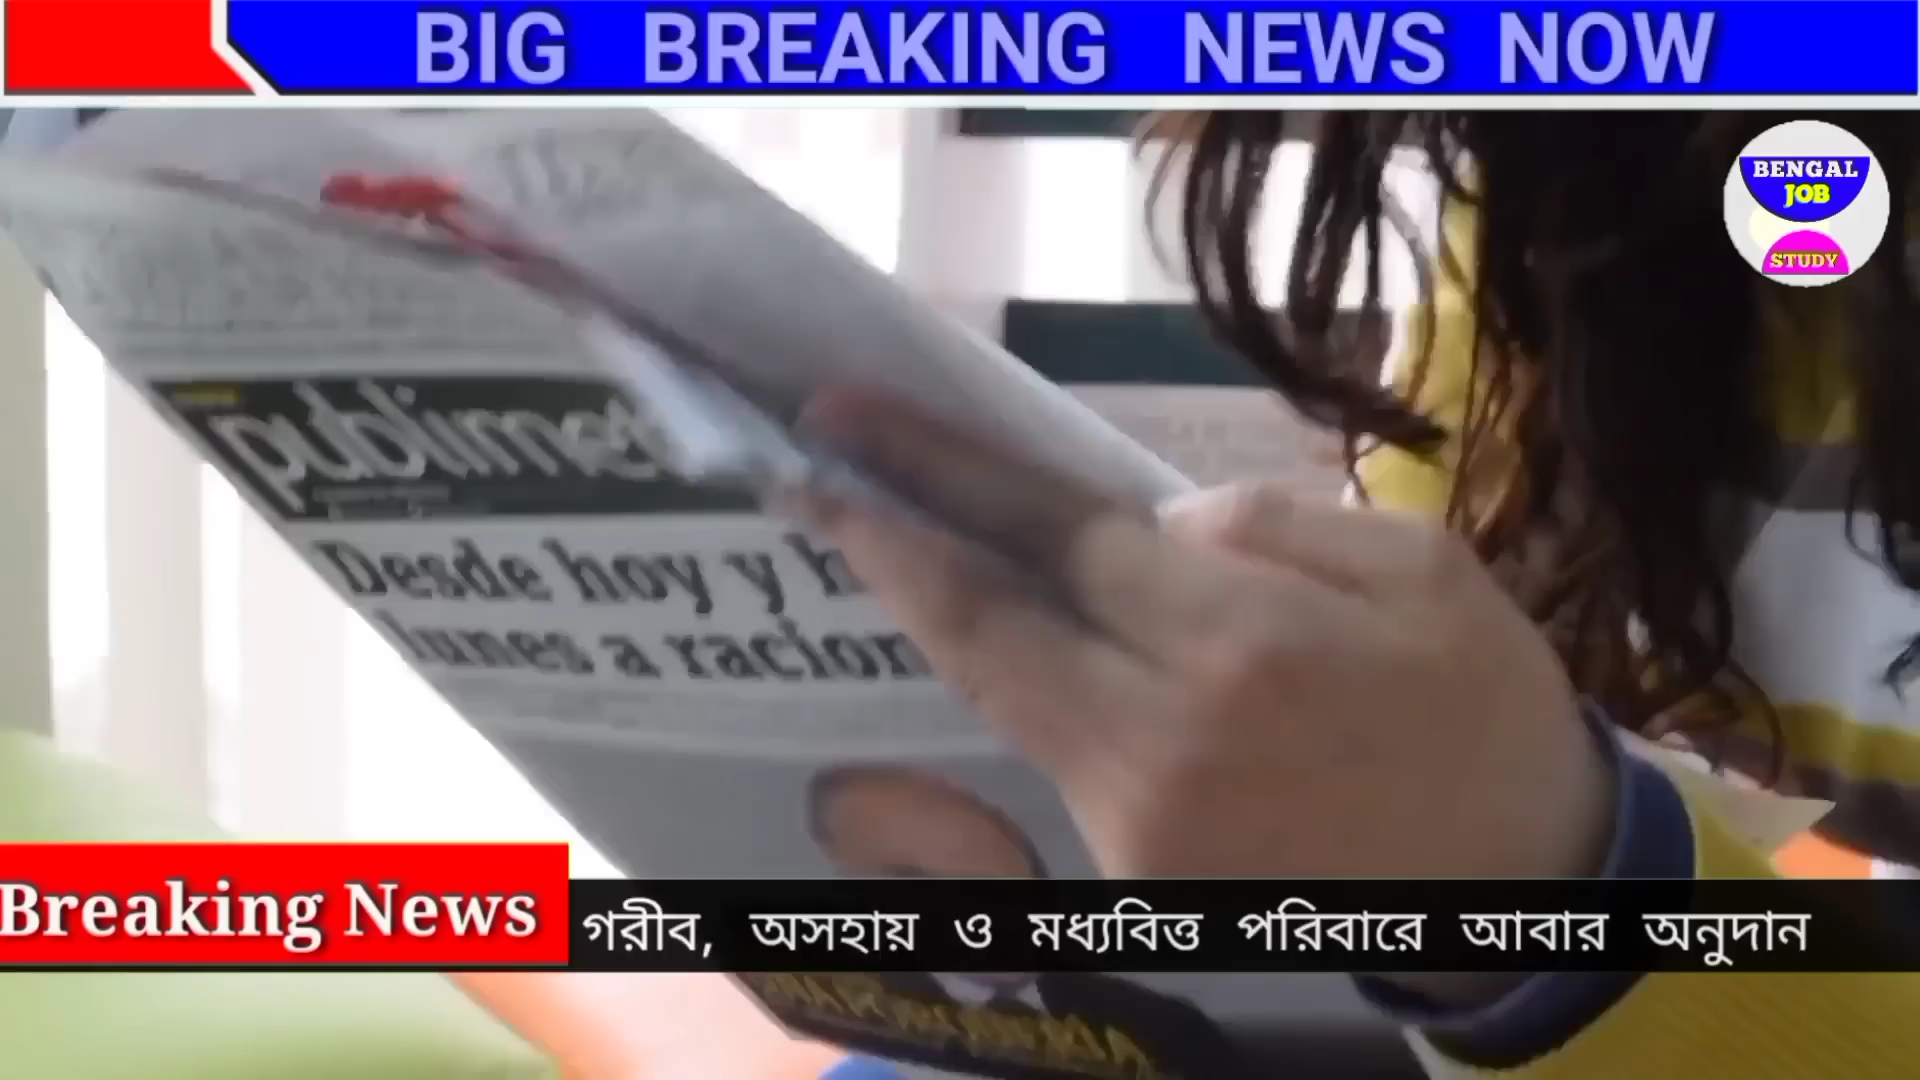 BIG BREAKING NEWS NOW
BENGAL
JOB
STUDY
publimet
Desde hoy y h
lunes a racion
Breaking News
গরীব, অসহায় ও মধ্যবিত্ত পরিবারে আবার অনুদান